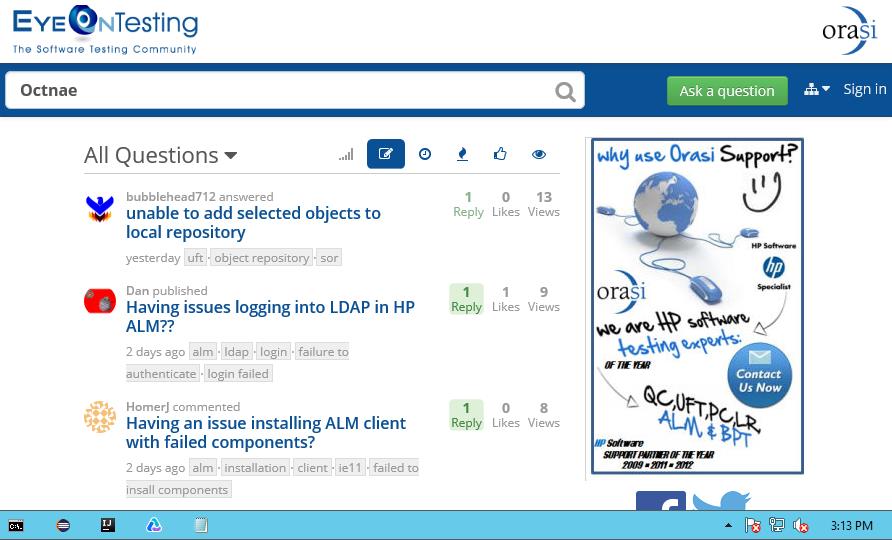 EyeOnTesting
The Software Testing Community
orasi
Octnae
Ask a question
Sign in
All Questions
bubblehead712 answered
unable to add selected objects to
local repository
yesterday uft · object repository · sor
1 Reply
0 Likes
13 Views
Dan published
Having issues logging into LDAP in HP
ALM??
2 days ago alm · ldap · login · failure to
authenticate · login failed
1 Reply
1 Likes
9 Views
HomerJ commented
Having an issue installing ALM client
with failed components?
2 days ago alm · installation · client · ie11 · failed to
insall components
1 Reply
0 Likes
8 Views
why use Orasi Support?
HP Software
hp
Specialist
orasi
we are HP software
testing experts:
OF THE YEAR
Contact
Us Now
QC, UFT, PC, LR,
ALM & BPT
HP Software
SUPPORT PARTNER OF THE YEAR
2009 ▪ 2011 ▪ 2012
C:\.
IJ
3:13 PM